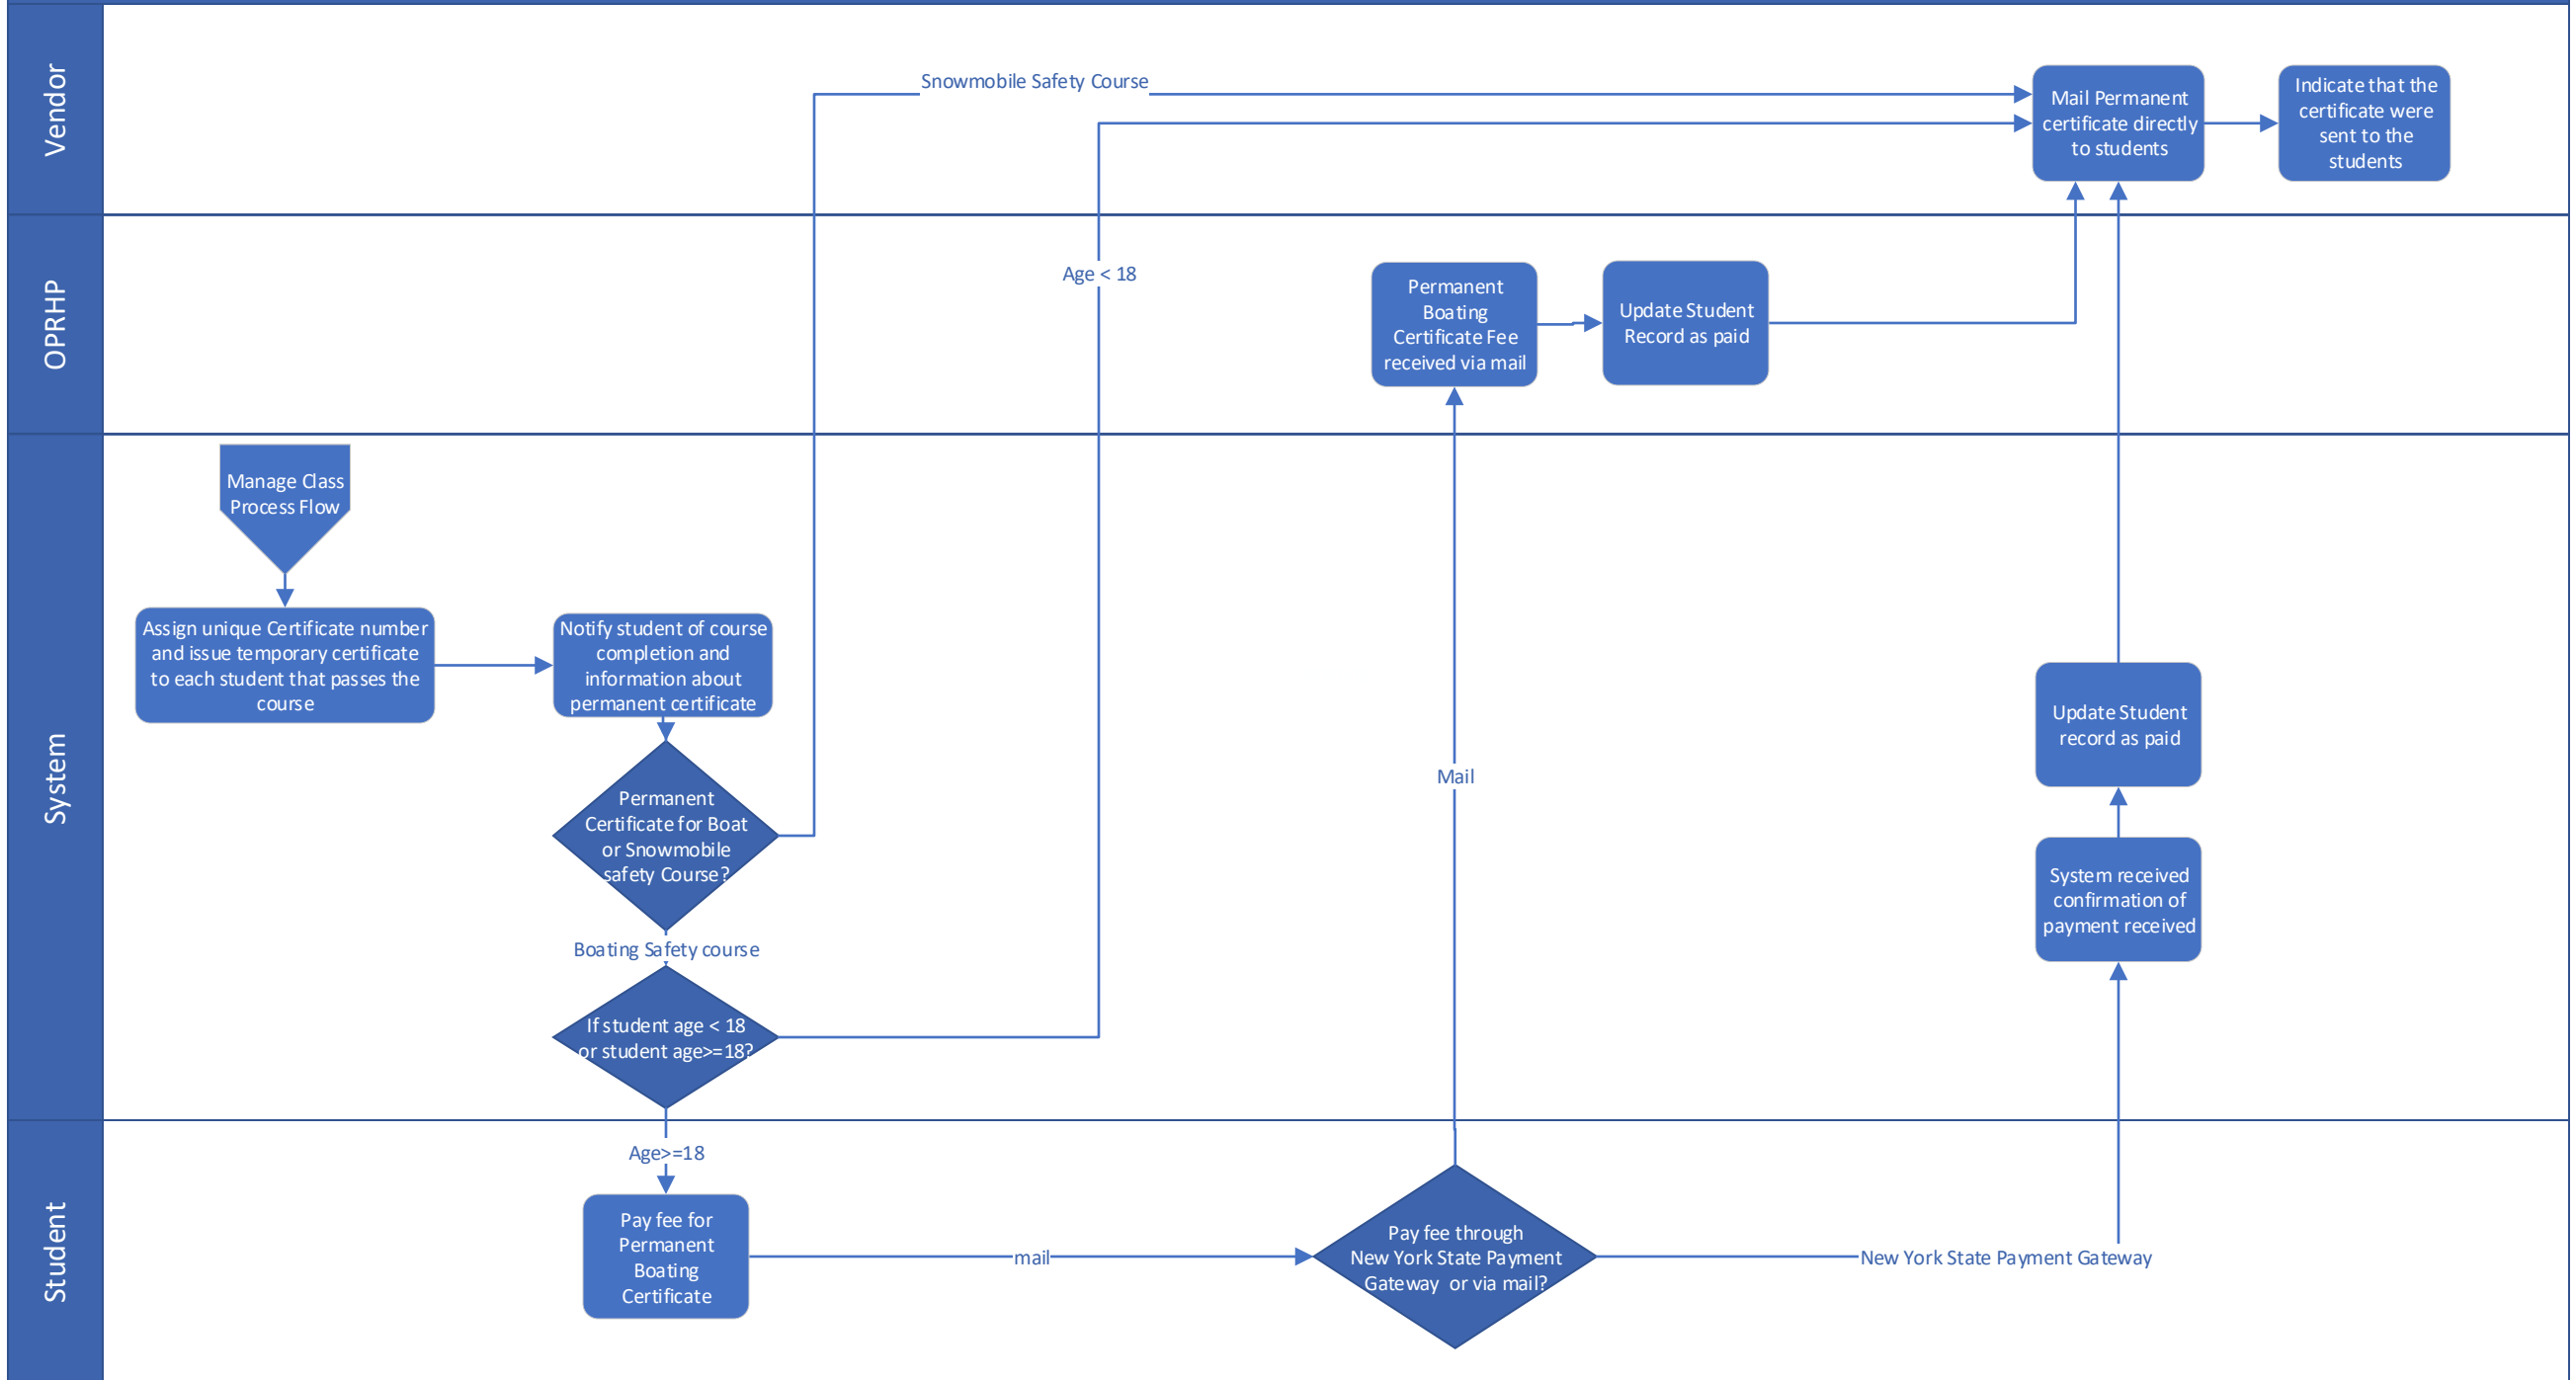 Vendor
Snowmobile Safety Course
Mail Permanent
certificate directly
to students
Indicate that the
certificate were
sent to the
students
OPRHP
Age < 18
Permanent
Boating
Certificate Fee
received via mail
Update Student
Record as paid
System
Manage Class
Process Flow
Assign unique Certificate number
and issue temporary certificate
to each student that passes the
course
Notify student of course
completion and
information about
permanent certificate
Permanent
Certificate for Boat
or Snowmobile
safety Course?
Boating Safety course
If student age < 18
or student age>=18?
Mail
Update Student
record as paid
System received
confirmation of
payment received
Student
Age>=18
Pay fee for
Permanent
Boating
Certificate
mail
Pay fee through
New York State Payment
Gateway or via mail?
New York State Payment Gateway